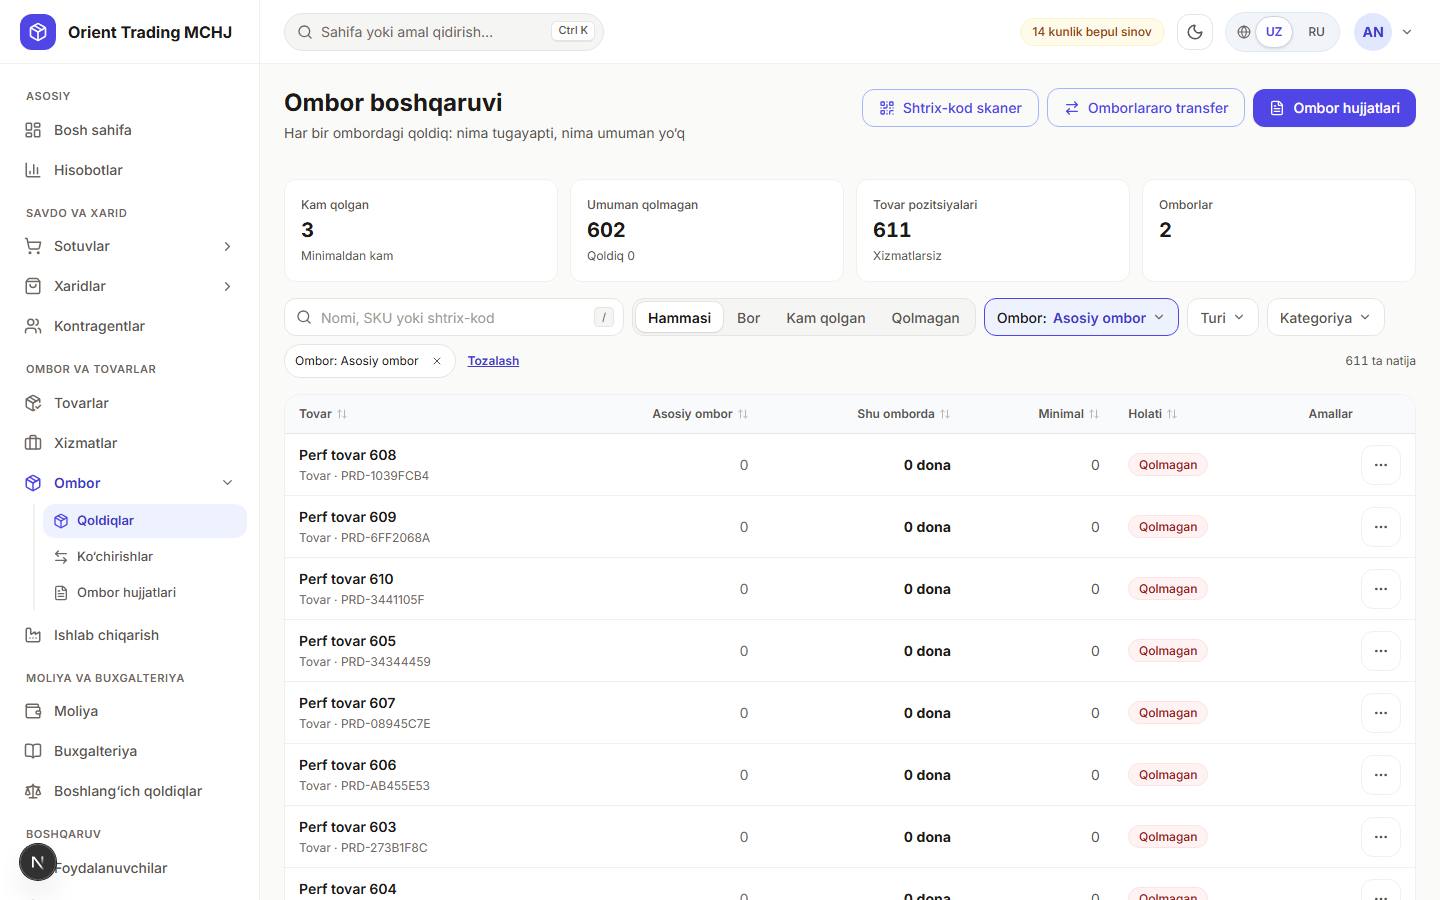 Orient Trading MCHJ
Sahifa yoki amal qidirish...
Ctrl K
14 kunlik bepul sinov
UZ
RU
AN
ASOSIY
Bosh sahifa
Hisobotlar
SAVDO VA XARID
Sotuvlar
Xaridlar
Kontragentlar
OMBOR VA TOVARLAR
Tovarlar
Xizmatlar
Ombor
Qoldiqlar
Ko‘chirishlar
Ombor hujjatlari
Ishlab chiqarish
MOLIYA VA BUXGALTERIYA
Moliya
Buxgalteriya
Boshlang‘ich qoldiqlar
BOSHQARUV
N
Foydalanuvchilar
Ombor boshqaruvi
Har bir ombordagi qoldiq: nima tugayapti, nima umuman yo‘q
Shtrix-kod skaner
Omborlararo transfer
Ombor hujjatlari
Kam qolgan
3
Minimaldan kam
Umuman qolmagan
602
Qoldiq 0
Tovar pozitsiyalari
611
Xizmatlarsiz
Omborlar
2
Nomi, SKU yoki shtrix-kod
/
Hammasi
Bor
Kam qolgan
Qolmagan
Ombor: Asosiy ombor
Turi
Kategoriya
Ombor: Asosiy ombor ×
Tozalash
611 ta natija
Tovar Asosiy ombor Shu omborda Minimal Holati Amallar
Perf tovar 608
Tovar · PRD-1039FCB4
0 0 dona 0 Qolmagan ...
Perf tovar 609
Tovar · PRD-6FF2068A
0 0 dona 0 Qolmagan ...
Perf tovar 610
Tovar · PRD-3441105F
0 0 dona 0 Qolmagan ...
Perf tovar 605
Tovar · PRD-34344459
0 0 dona 0 Qolmagan ...
Perf tovar 607
Tovar · PRD-08945C7E
0 0 dona 0 Qolmagan ...
Perf tovar 606
Tovar · PRD-AB455E53
0 0 dona 0 Qolmagan ...
Perf tovar 603
Tovar · PRD-273B1F8C
0 0 dona 0 Qolmagan ...
Perf tovar 604
0 0 dona 0 Qolmagan ...